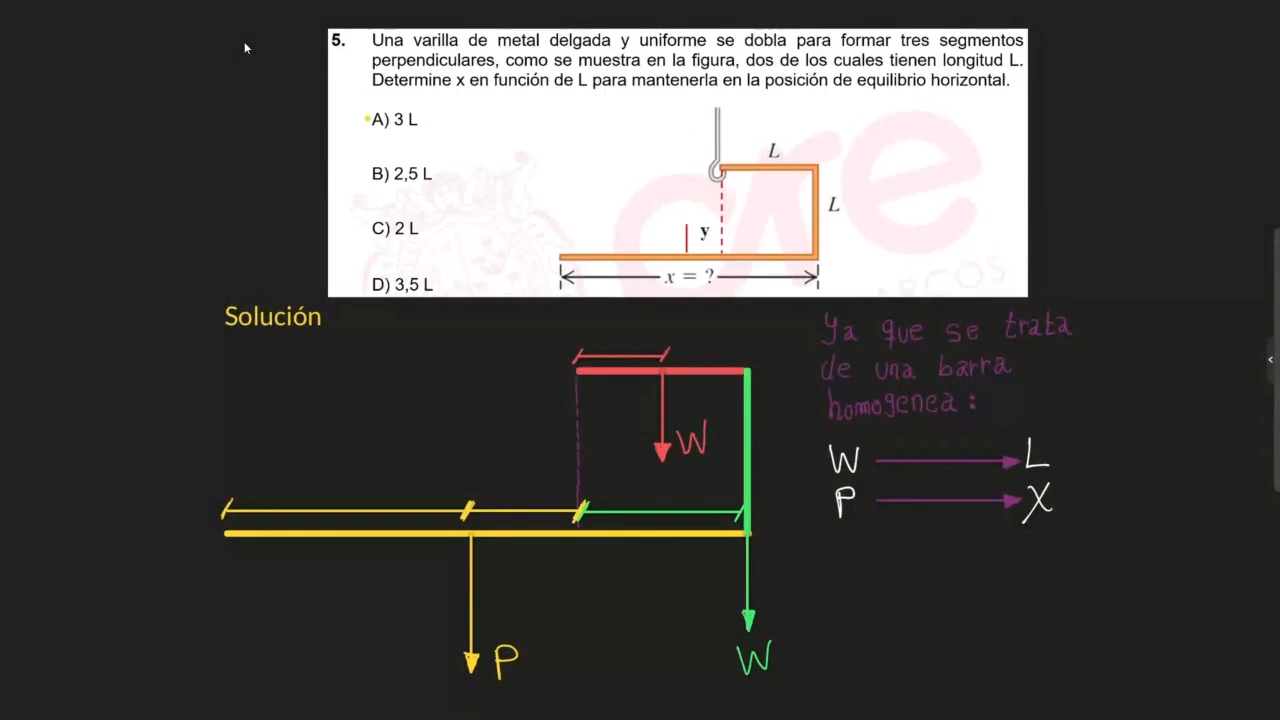 5. Una varilla de metal delgada y uniforme se dobla para formar tres segmentos
perpendiculares, como se muestra en la figura, dos de los cuales tienen longitud L.
Determine x en función de L para mantenerla en la posición de equilibrio horizontal.
A) 3 L
B) 2,5 L
C) 2 L
D) 3,5 L
L
L
y
x = ?
cre
ARCOS
Solución
Ya que se trata
de una barra
homogenea:
W L
P X
W
P
W